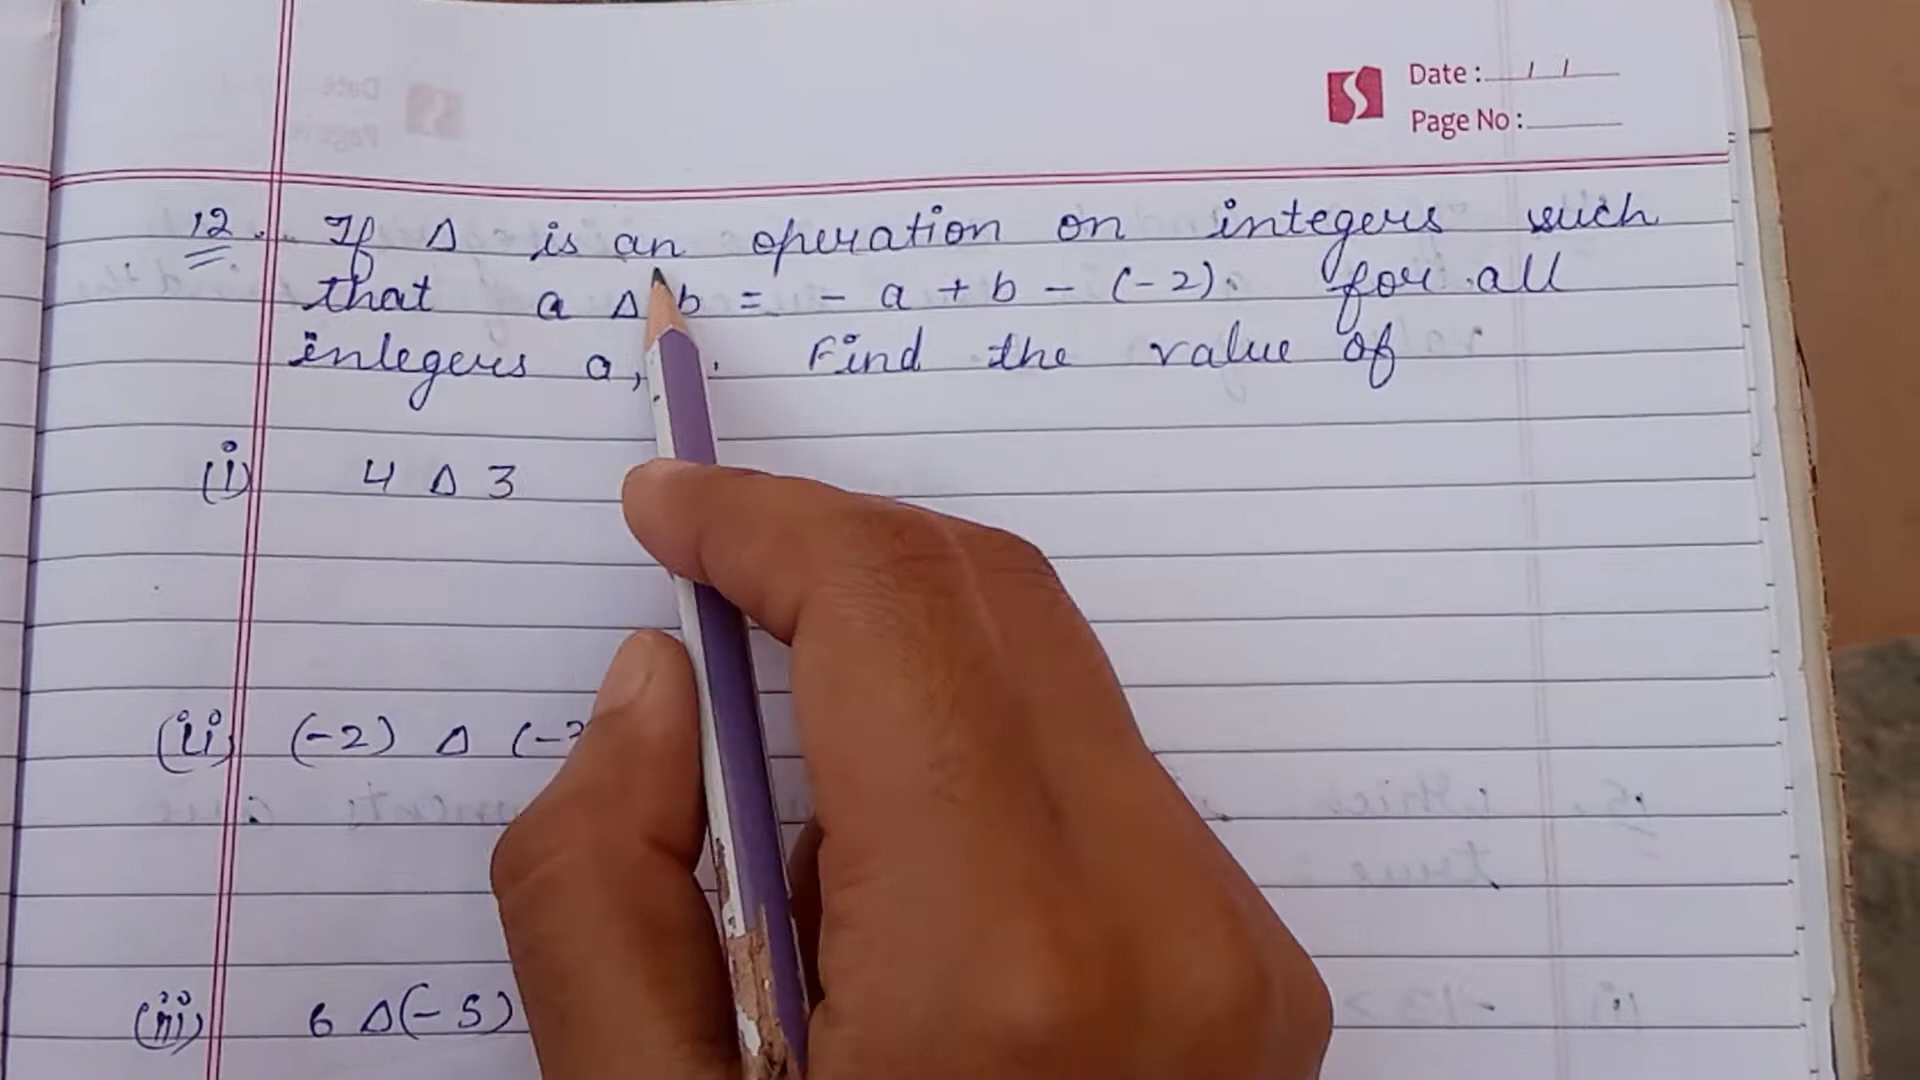 Date : / /
Page No :
12. If Δ is an operation on integers such
that a Δ b = - a + b - (-2). for all
integers a, . Find the value of
(i) 4 Δ 3
(ii) (-2) Δ (-
(iii) 6 Δ (-5)